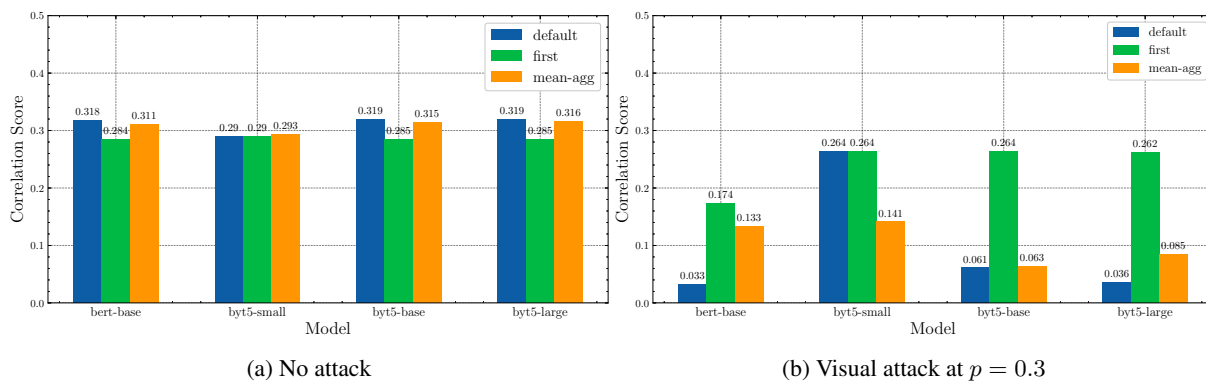 0.5
0.4
0.3
0.2
0.1
0.0
Correlation Score
default
first
mean-agg
0.318
0.284
0.311
0.29
0.29
0.293
0.319
0.285
0.315
0.319
0.285
0.316
bert-base
byt5-small
byt5-base
byt5-large
Model
(a) No attack
0.5
0.4
0.3
0.2
0.1
0.0
Correlation Score
default
first
mean-agg
0.033
0.174
0.133
0.264
0.264
0.141
0.061
0.264
0.063
0.036
0.262
0.085
bert-base
byt5-small
byt5-base
byt5-large
Model
(b) Visual attack at p = 0.3